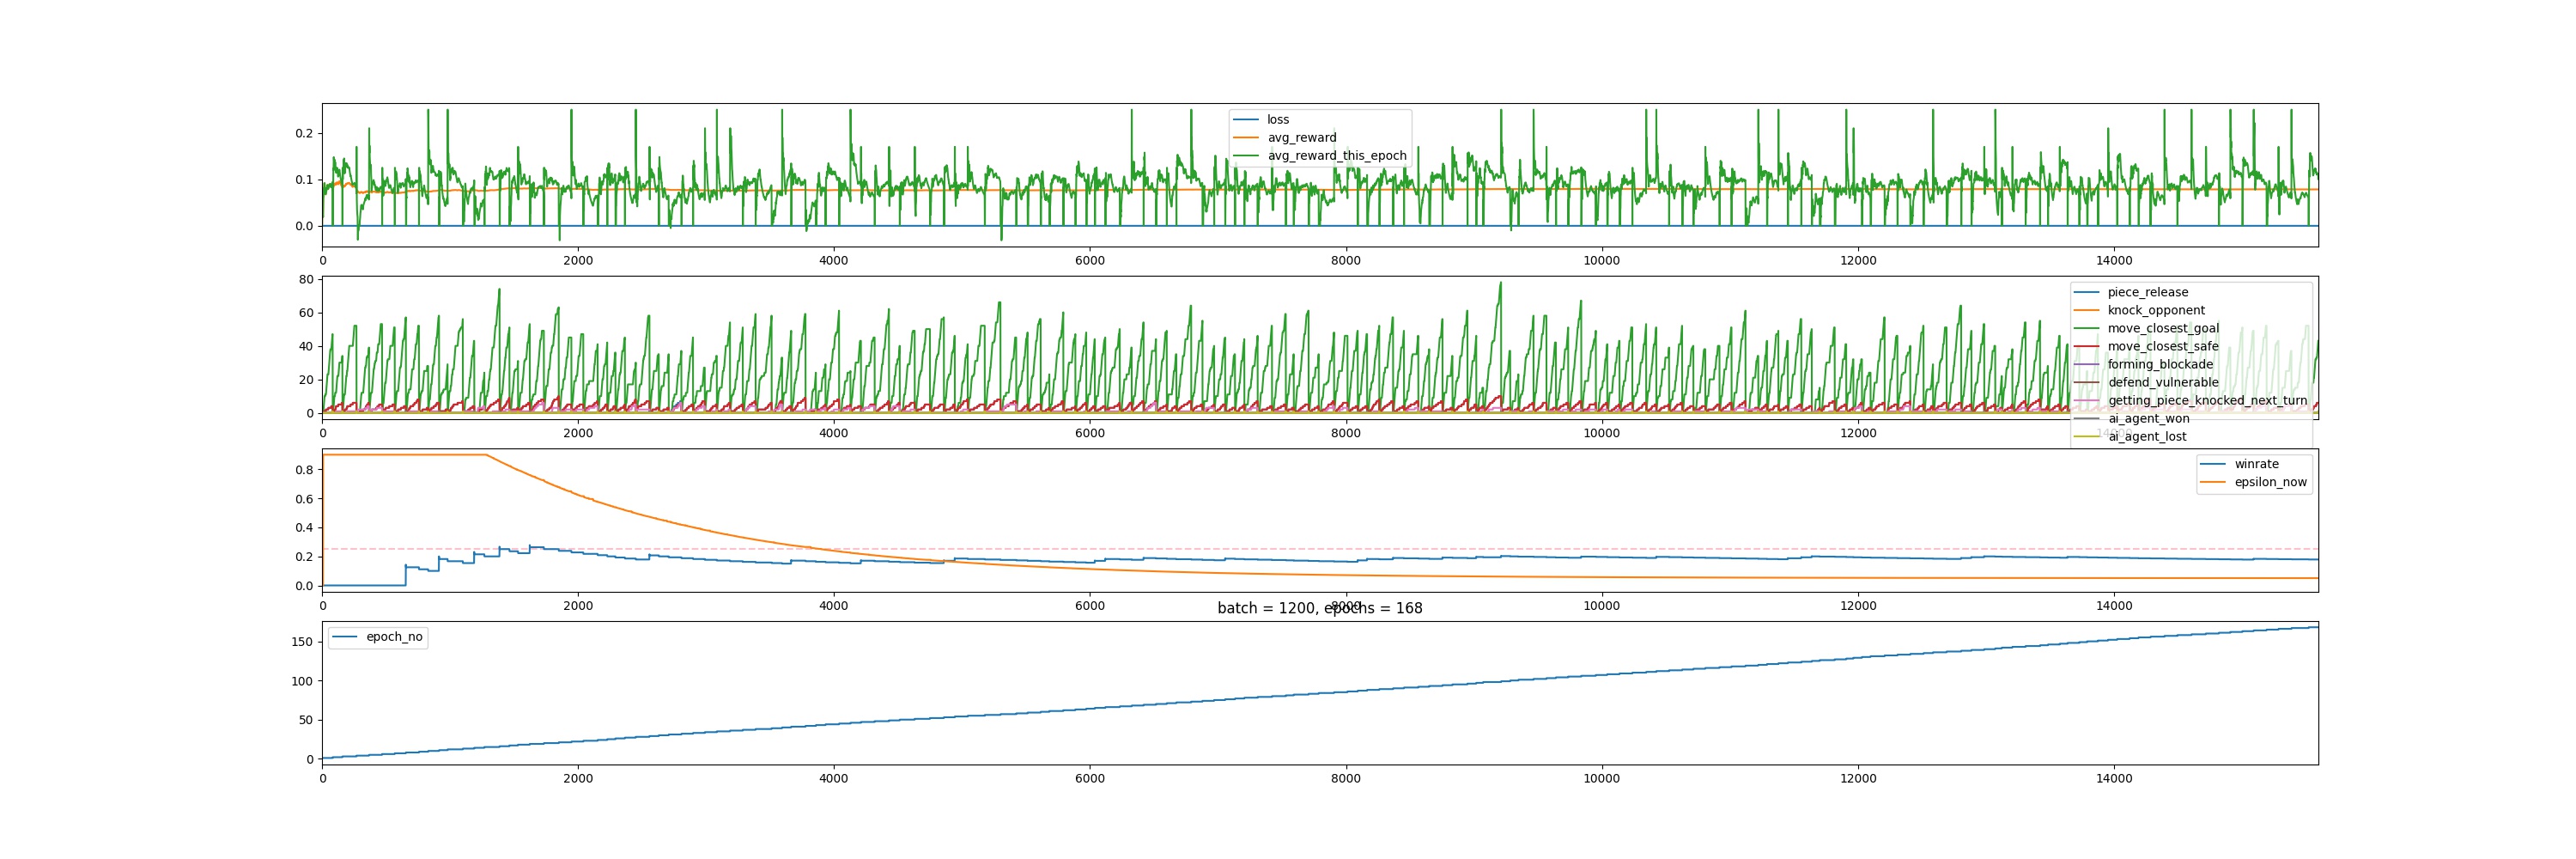 0.2
0.1
0.0
loss
avg_reward
avg_reward_this_epoch
0 2000 4000 6000 8000 10000 12000 14000
80
60
40
20
0
piece_release
knock_opponent
move_closest_goal
move_closest_safe
forming_blockade
defend_vulnerable
getting_piece_knocked_next_turn
ai_agent_won
ai_agent_lost
0 2000 4000 6000 8000 10000 12000 14000
0.8
0.6
0.4
0.2
0.0
winrate
epsilon_now
0 2000 4000 6000 8000 10000 12000 14000
batch = 1200, epochs = 168
150
100
50
0
epoch_no
0 2000 4000 6000 8000 10000 12000 14000